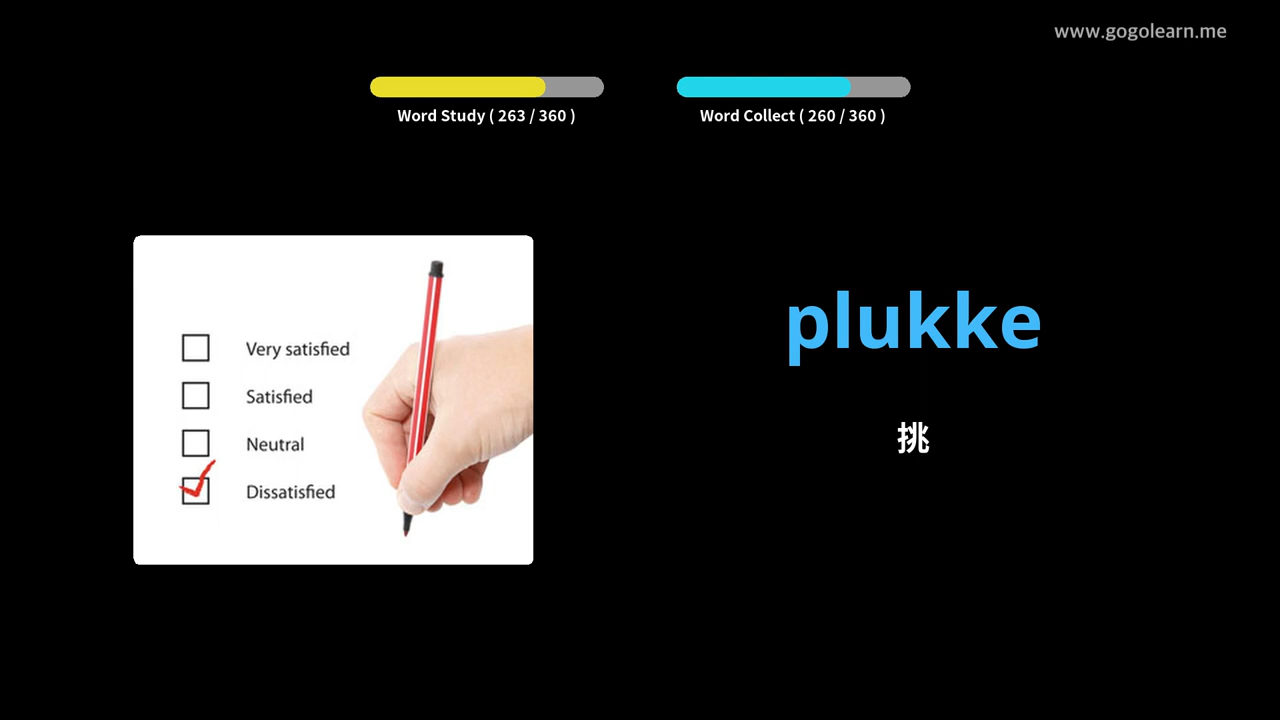 www.gogolearn.me
Word Study ( 263 / 360 )
Word Collect ( 260 / 360 )
Very satisfied
Satisfied
Neutral
Dissatisfied
plukke
挑